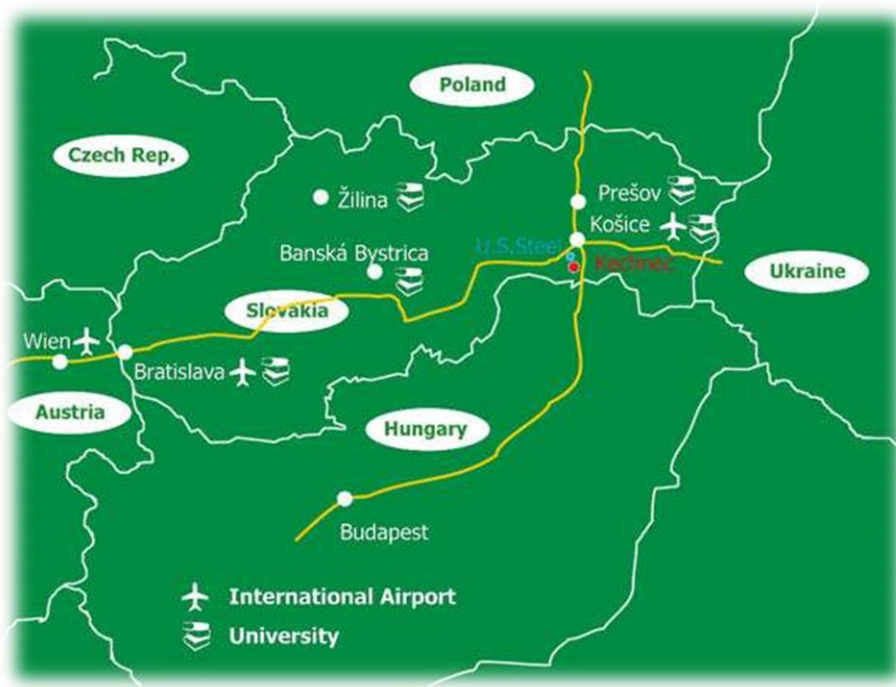 Poland
Czech Rep.
Žilina
Prešov
Košice
Banská Bystrica
U.S.Steel
Kechnec
Ukraine
Slovakia
Wien
Bratislava
Austria
Hungary
Budapest
International Airport
University